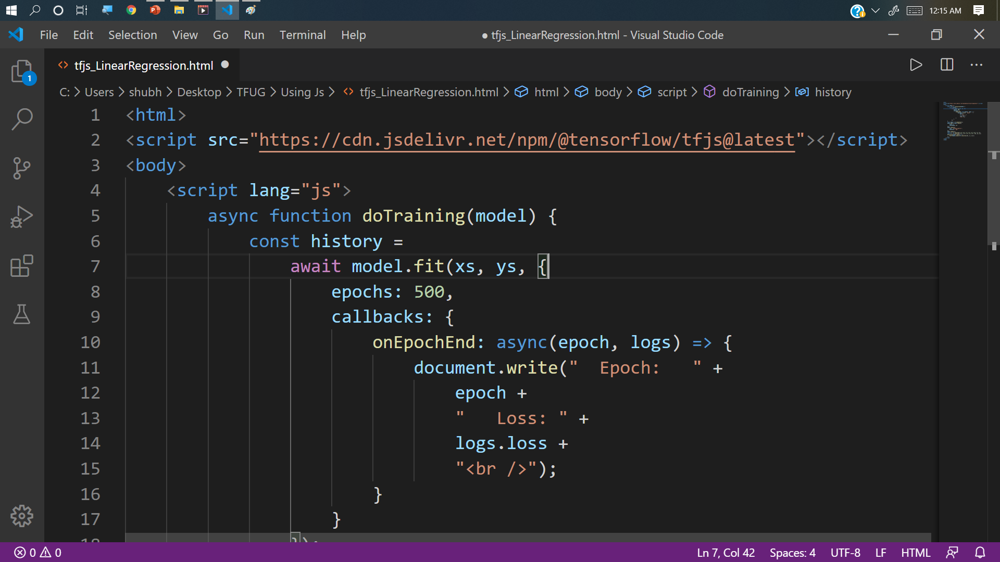 12:15 AM
File Edit Selection View Go Run Terminal Help ● tfjs_LinearRegression.html - Visual Studio Code
tfjs_LinearRegression.html
C: > Users > shubh > Desktop > TFUG > Using Js > tfjs_LinearRegression.html > html > body > script > doTraining > history
1
1 <html>
2 <script src="https://cdn.jsdelivr.net/npm/@tensorflow/tfjs@latest"></script>
3 <body>
4 <script lang="js">
5 async function doTraining(model) {
6 const history =
7 await model.fit(xs, ys, {
8 epochs: 500,
9 callbacks: {
10 onEpochEnd: async(epoch, logs) => {
11 document.write("  Epoch:   " +
12 epoch +
13 "   Loss: " +
14 logs.loss +
15 "<br />");
16 }
17 }
18 });
0 0 Ln 7, Col 42 Spaces: 4 UTF-8 LF HTML